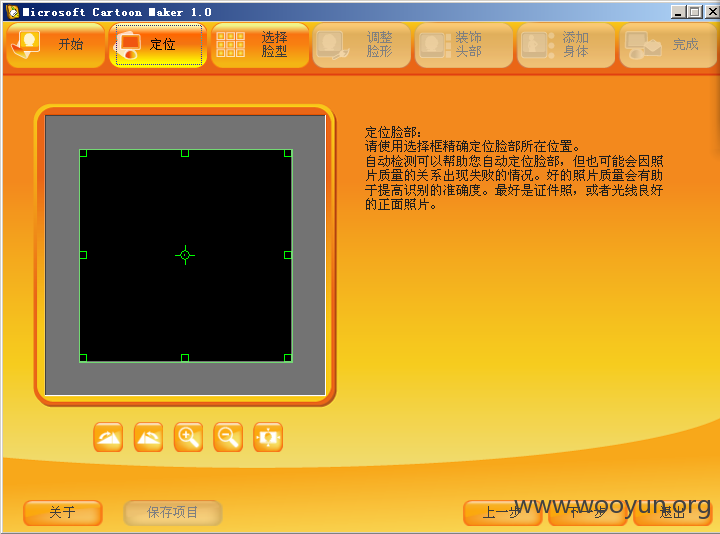 Microsoft Cartoon Maker 1.0
开始
定位
选择
脸型
调整
脸形
装饰
头部
添加
身体
完成
定位脸部:
请使用选择框精确定位脸部所在位置。
自动检测可以帮助您自动定位脸部，但也可能会因照
片质量的关系出现失败的情况。好的照片质量会有助
于提高识别的准确度。最好是证件照，或者光线良好
的正面照片。
关于
保存项目
上一步
下一步
退出
www.wooyun.org